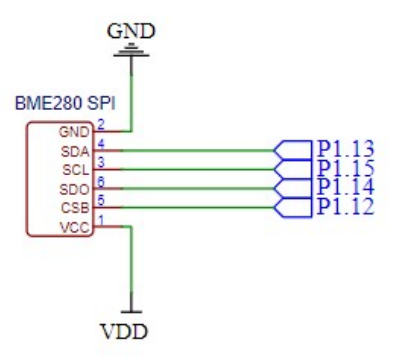 GND
BME280 SPI
GND 2
SDA 4 P1.13
SCL 3 P1.15
SDO 6 P1.14
CSB 5 P1.12
VCC 1
VDD